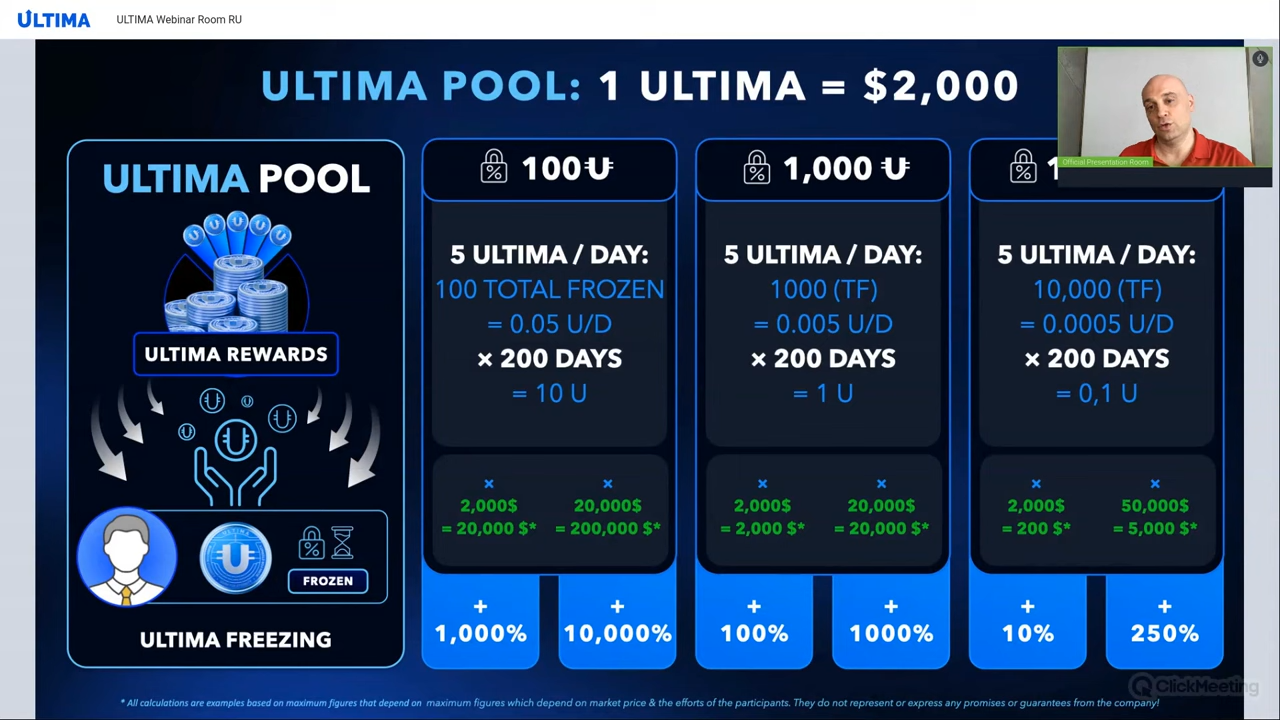 ULTIMA
ULTIMA Webinar Room RU
ULTIMA POOL: 1 ULTIMA = $2,000
Official Presentation Room
ULTIMA POOL
ULTIMA REWARDS
FROZEN
ULTIMA FREEZING
100
5 ULTIMA / DAY:
100 TOTAL FROZEN
= 0.05 U/D
× 200 DAYS
= 10 U
×
2,000$
= 20,000 $*
×
20,000$
= 200,000 $*
+
1,000%
+
10,000%
1,000
5 ULTIMA / DAY:
1000 (TF)
= 0.005 U/D
× 200 DAYS
= 1 U
×
2,000$
= 2,000 $*
×
20,000$
= 20,000 $*
+
100%
+
1000%
5 ULTIMA / DAY:
10,000 (TF)
= 0.0005 U/D
× 200 DAYS
= 0,1 U
×
2,000$
= 200 $*
×
50,000$
= 5,000 $*
+
10%
+
250%
ClickMeeting
* All calculations are examples based on maximum figures that depend on maximum figures which depend on market price & the efforts of the participants. They do not represent or express any promises or guarantees from the company!